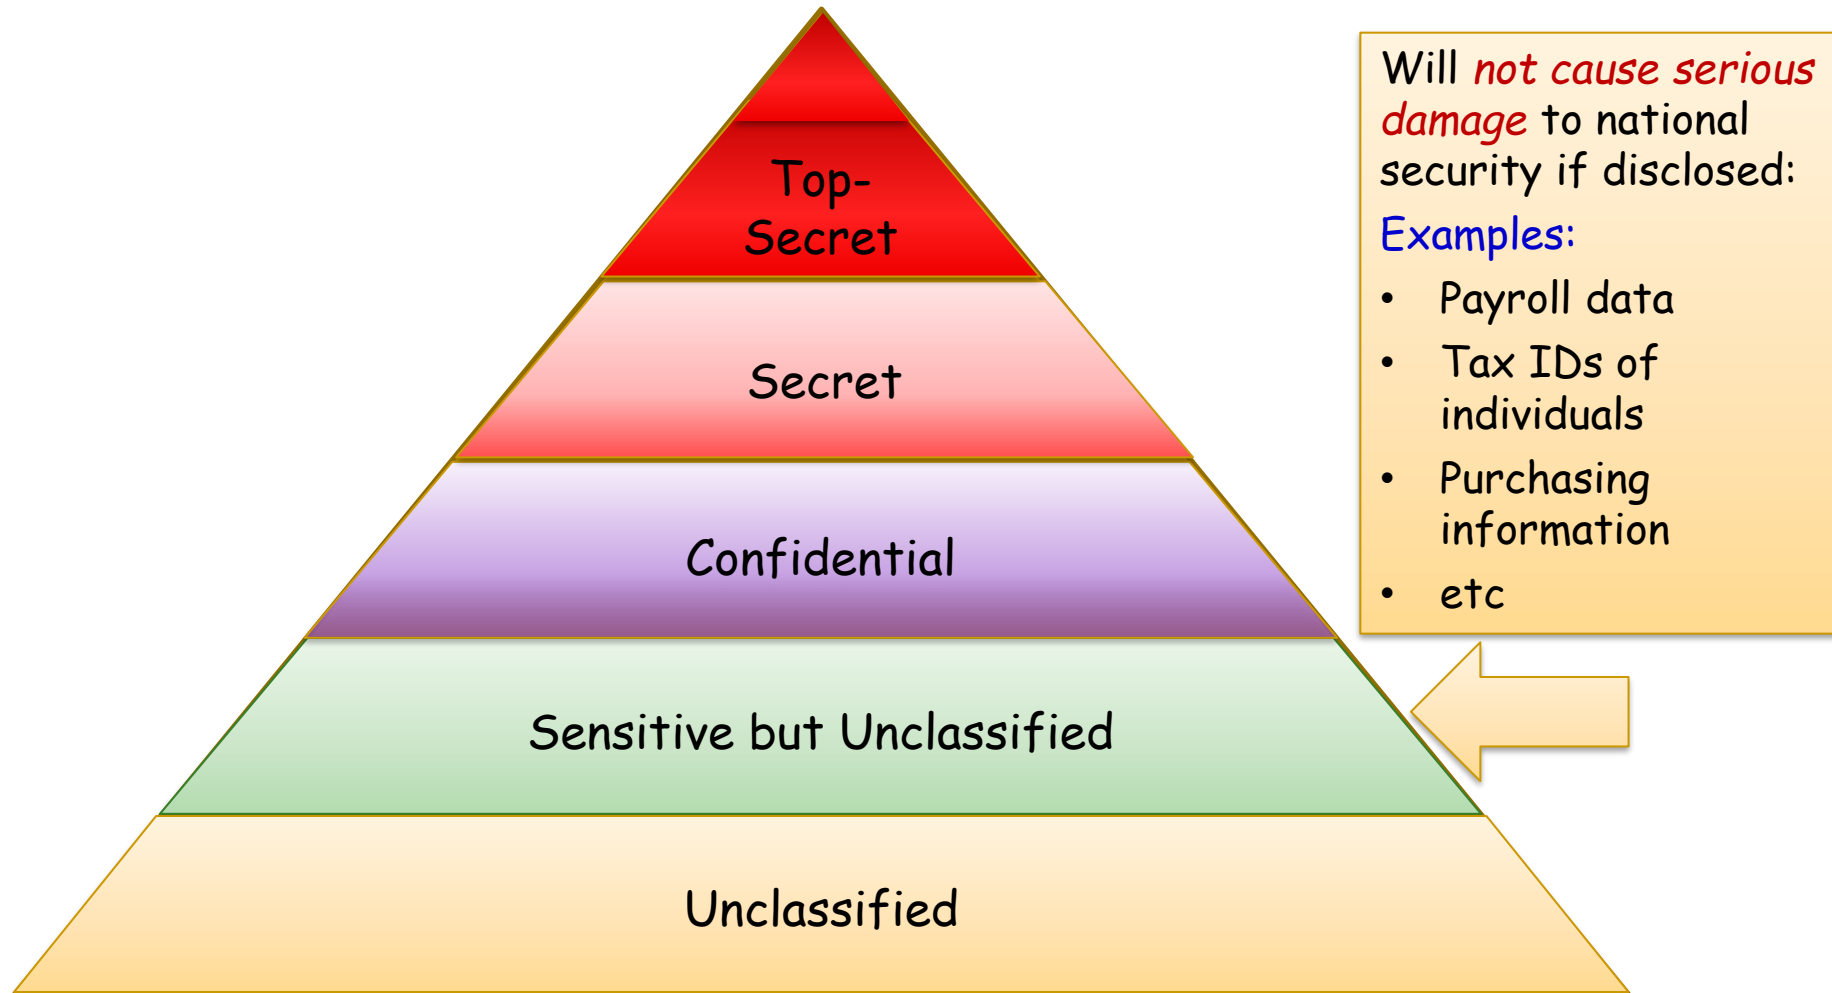 Top-
Secret
Secret
Confidential
Sensitive but Unclassified
Unclassified
Will not cause serious
damage to national
security if disclosed:
Examples:
• Payroll data
• Tax IDs of
individuals
• Purchasing
information
• etc